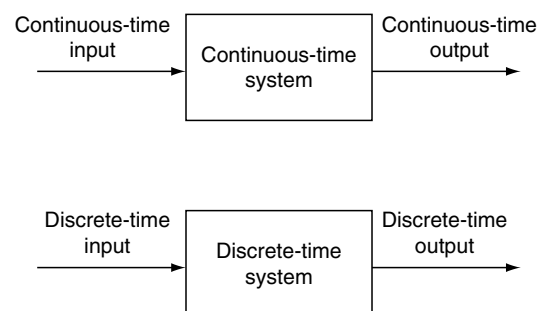 Continuous-time
input
Continuous-time
system
Continuous-time
output
Discrete-time
input
Discrete-time
system
Discrete-time
output